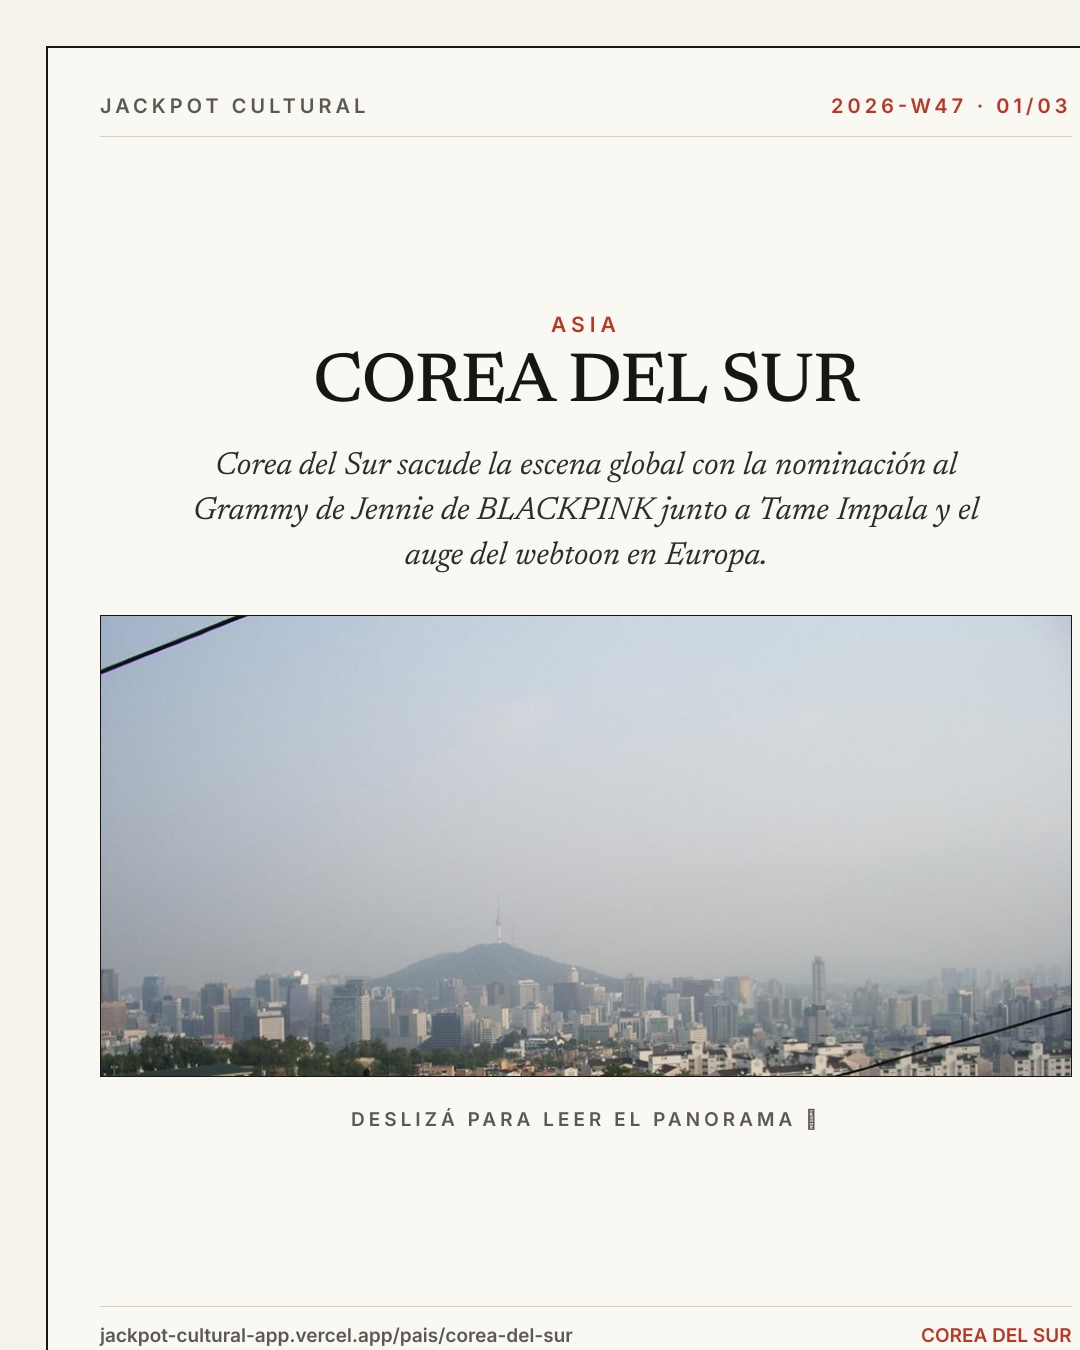 JACKPOT CULTURAL
2026-W47 · 01/03
ASIA
COREA DEL SUR
Corea del Sur sacude la escena global con la nominación al
Grammy de Jennie de BLACKPINK junto a Tame Impala y el
auge del webtoon en Europa.
DESLIZÁ PARA LEER EL PANORAMA
jackpot-cultural-app.vercel.app/pais/corea-del-sur
COREA DEL SUR